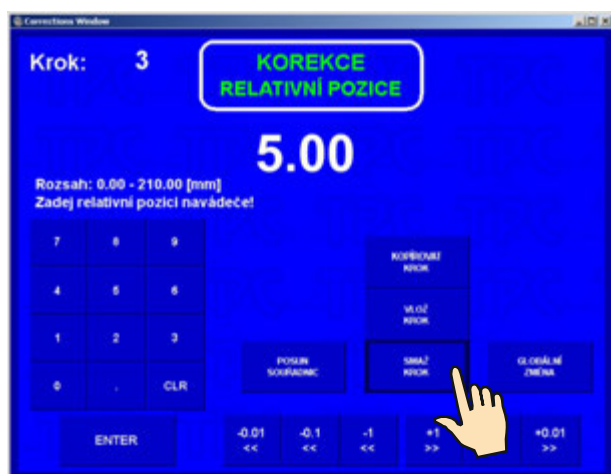 Corrections Window
Krok: 3
KOREKCE
RELATIVNÍ POZICE
5.00
Rozsah: 0.00 - 210.00 [mm]
Zadej relativní pozici navádeče!
7 8 9
4 5 6
1 2 3
0 . CLR
ENTER
KOPÍROVAT
KROK
VLOŽ
KROK
POSUN
SOUŘADNIC
SMAŽ
KROK
GLOBÁLNÍ
ZMĚNA
-0.01
<<
-0.1
<<
-1
<<
+1
>>
+0.01
>>